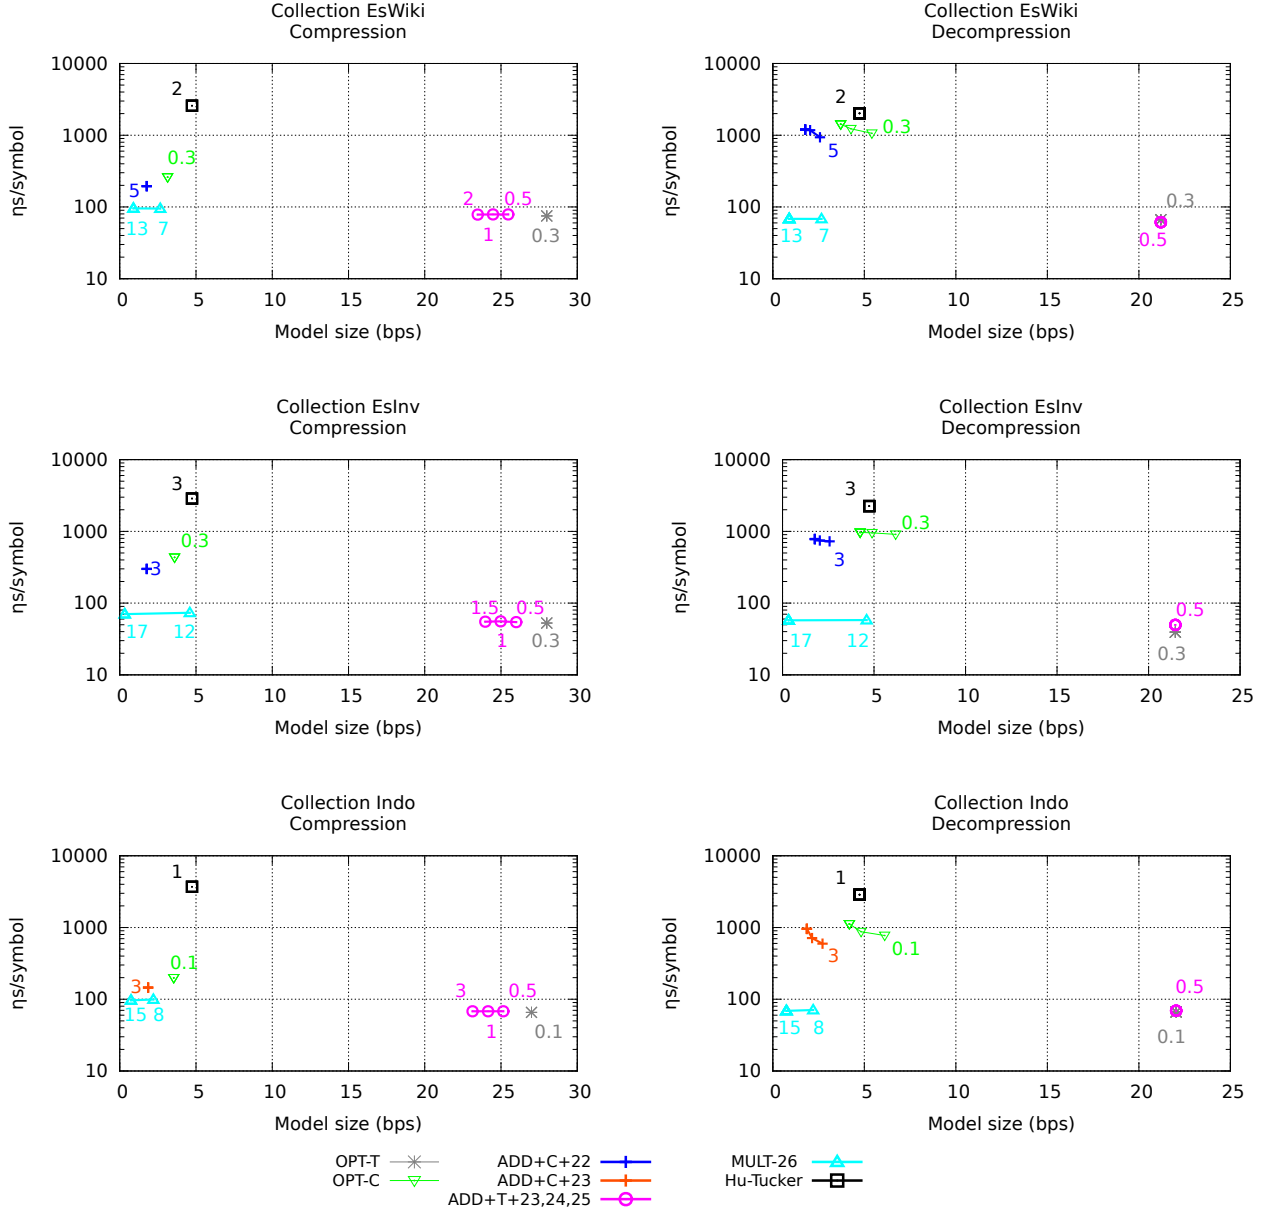 Collection EsWiki
Compression
10000
1000
100
10
ηs/symbol
2
0.3
5
13 7
2 0.5
1
0.3
0 5 10 15 20 25 30
Model size (bps)
Collection EsWiki
Decompression
10000
1000
100
10
ηs/symbol
2
0.3
5
13 7
0.3
0.5
0 5 10 15 20 25
Model size (bps)
Collection EsInv
Compression
10000
1000
100
10
ηs/symbol
3
0.3
3
17 12
1.5 0.5
1
0.3
0 5 10 15 20 25 30
Model size (bps)
Collection EsInv
Decompression
10000
1000
100
10
ηs/symbol
3
0.3
3
17 12
0.5
0.3
0 5 10 15 20 25
Model size (bps)
Collection Indo
Compression
10000
1000
100
10
ηs/symbol
1
0.1
3
15 8
3 0.5
1
0.1
0 5 10 15 20 25 30
Model size (bps)
Collection Indo
Decompression
10000
1000
100
10
ηs/symbol
1
0.1
3
15 8
0.5
0.1
0 5 10 15 20 25
Model size (bps)
OPT-T
OPT-C
ADD+C+22
ADD+C+23
ADD+T+23,24,25
MULT-26
Hu-Tucker